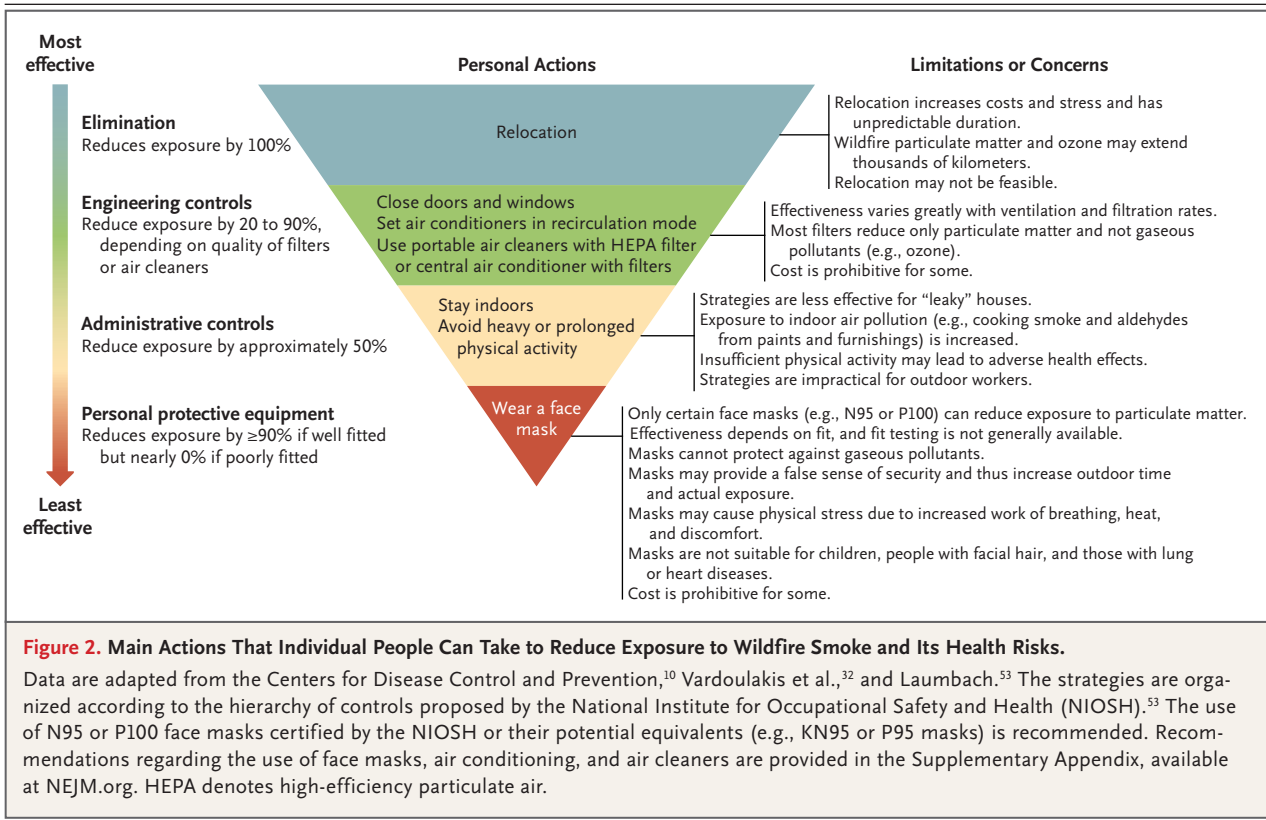 Most
effective
Personal Actions
Limitations or Concerns
Elimination
Reduces exposure by 100%
Relocation
Relocation increases costs and stress and has
unpredictable duration.
Wildfire particulate matter and ozone may extend
thousands of kilometers.
Relocation may not be feasible.
Engineering controls
Reduce exposure by 20 to 90%,
depending on quality of filters
or air cleaners
Close doors and windows
Set air conditioners in recirculation mode
Use portable air cleaners with HEPA filter
or central air conditioner with filters
Effectiveness varies greatly with ventilation and filtration rates.
Most filters reduce only particulate matter and not gaseous
pollutants (e.g., ozone).
Cost is prohibitive for some.
Administrative controls
Reduce exposure by approximately 50%
Stay indoors
Avoid heavy or prolonged
physical activity
Strategies are less effective for “leaky” houses.
Exposure to indoor air pollution (e.g., cooking smoke and aldehydes
from paints and furnishings) is increased.
Insufficient physical activity may lead to adverse health effects.
Strategies are impractical for outdoor workers.
Personal protective equipment
Reduces exposure by ≥90% if well fitted
but nearly 0% if poorly fitted
Wear a face
mask
Only certain face masks (e.g., N95 or P100) can reduce exposure to particulate matter.
Effectiveness depends on fit, and fit testing is not generally available.
Masks cannot protect against gaseous pollutants.
Masks may provide a false sense of security and thus increase outdoor time
and actual exposure.
Masks may cause physical stress due to increased work of breathing, heat,
and discomfort.
Masks are not suitable for children, people with facial hair, and those with lung
or heart diseases.
Cost is prohibitive for some.
Least
effective
Figure 2. Main Actions That Individual People Can Take to Reduce Exposure to Wildfire Smoke and Its Health Risks.
Data are adapted from the Centers for Disease Control and Prevention,10 Vardoulakis et al.,32 and Laumbach.53 The strategies are orga-
nized according to the hierarchy of controls proposed by the National Institute for Occupational Safety and Health (NIOSH).53 The use
of N95 or P100 face masks certified by the NIOSH or their potential equivalents (e.g., KN95 or P95 masks) is recommended. Recom-
mendations regarding the use of face masks, air conditioning, and air cleaners are provided in the Supplementary Appendix, available
at NEJM.org. HEPA denotes high-efficiency particulate air.